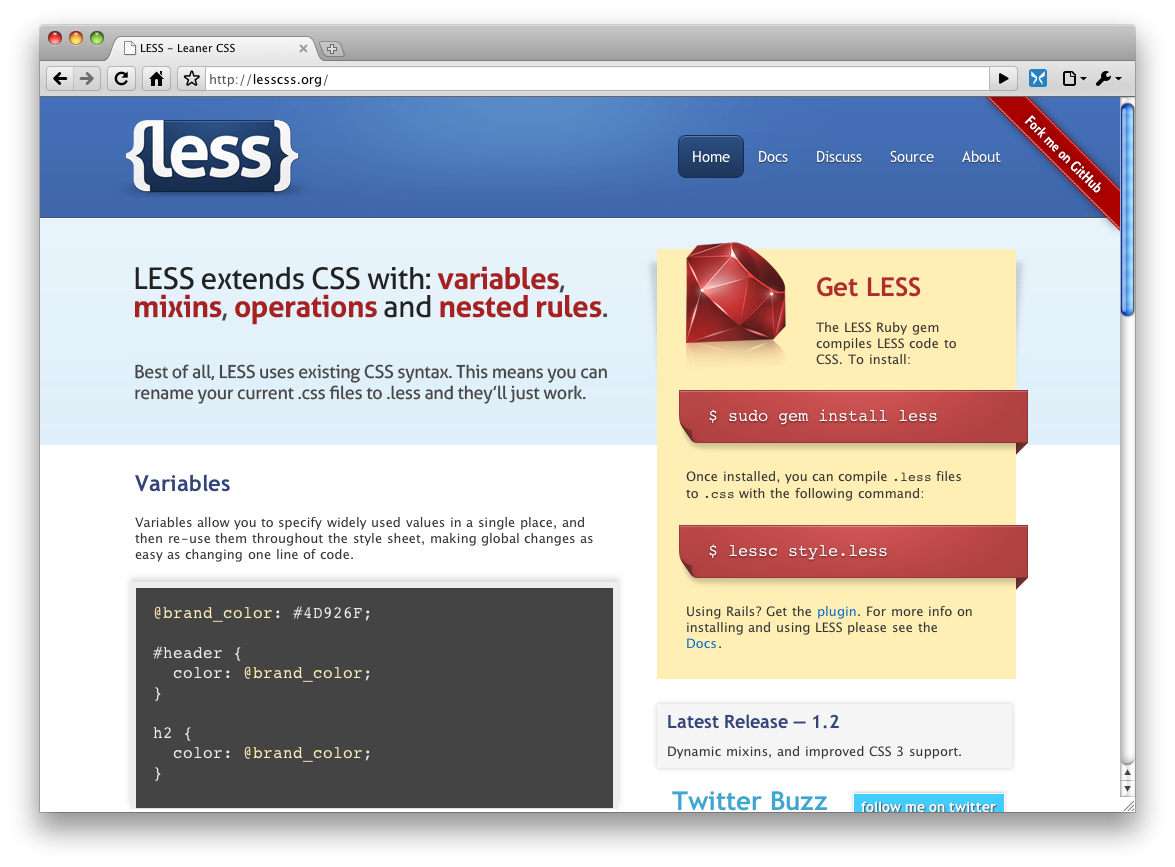 LESS – Leaner CSS
http://lesscss.org/
{less}
Home Docs Discuss Source About
Fork me on GitHub
LESS extends CSS with: variables,
mixins, operations and nested rules.
Best of all, LESS uses existing CSS syntax. This means you can
rename your current .css files to .less and they’ll just work.
Variables
Variables allow you to specify widely used values in a single place, and
then re-use them throughout the style sheet, making global changes as
easy as changing one line of code.
@brand_color: #4D926F;
#header {
color: @brand_color;
}
h2 {
color: @brand_color;
}
Get LESS
The LESS Ruby gem
compiles LESS code to
CSS. To install:
$ sudo gem install less
Once installed, you can compile .less files
to .css with the following command:
$ lessc style.less
Using Rails? Get the plugin. For more info on
installing and using LESS please see the
Docs.
Latest Release — 1.2
Dynamic mixins, and improved CSS 3 support.
Twitter Buzz
follow me on twitter